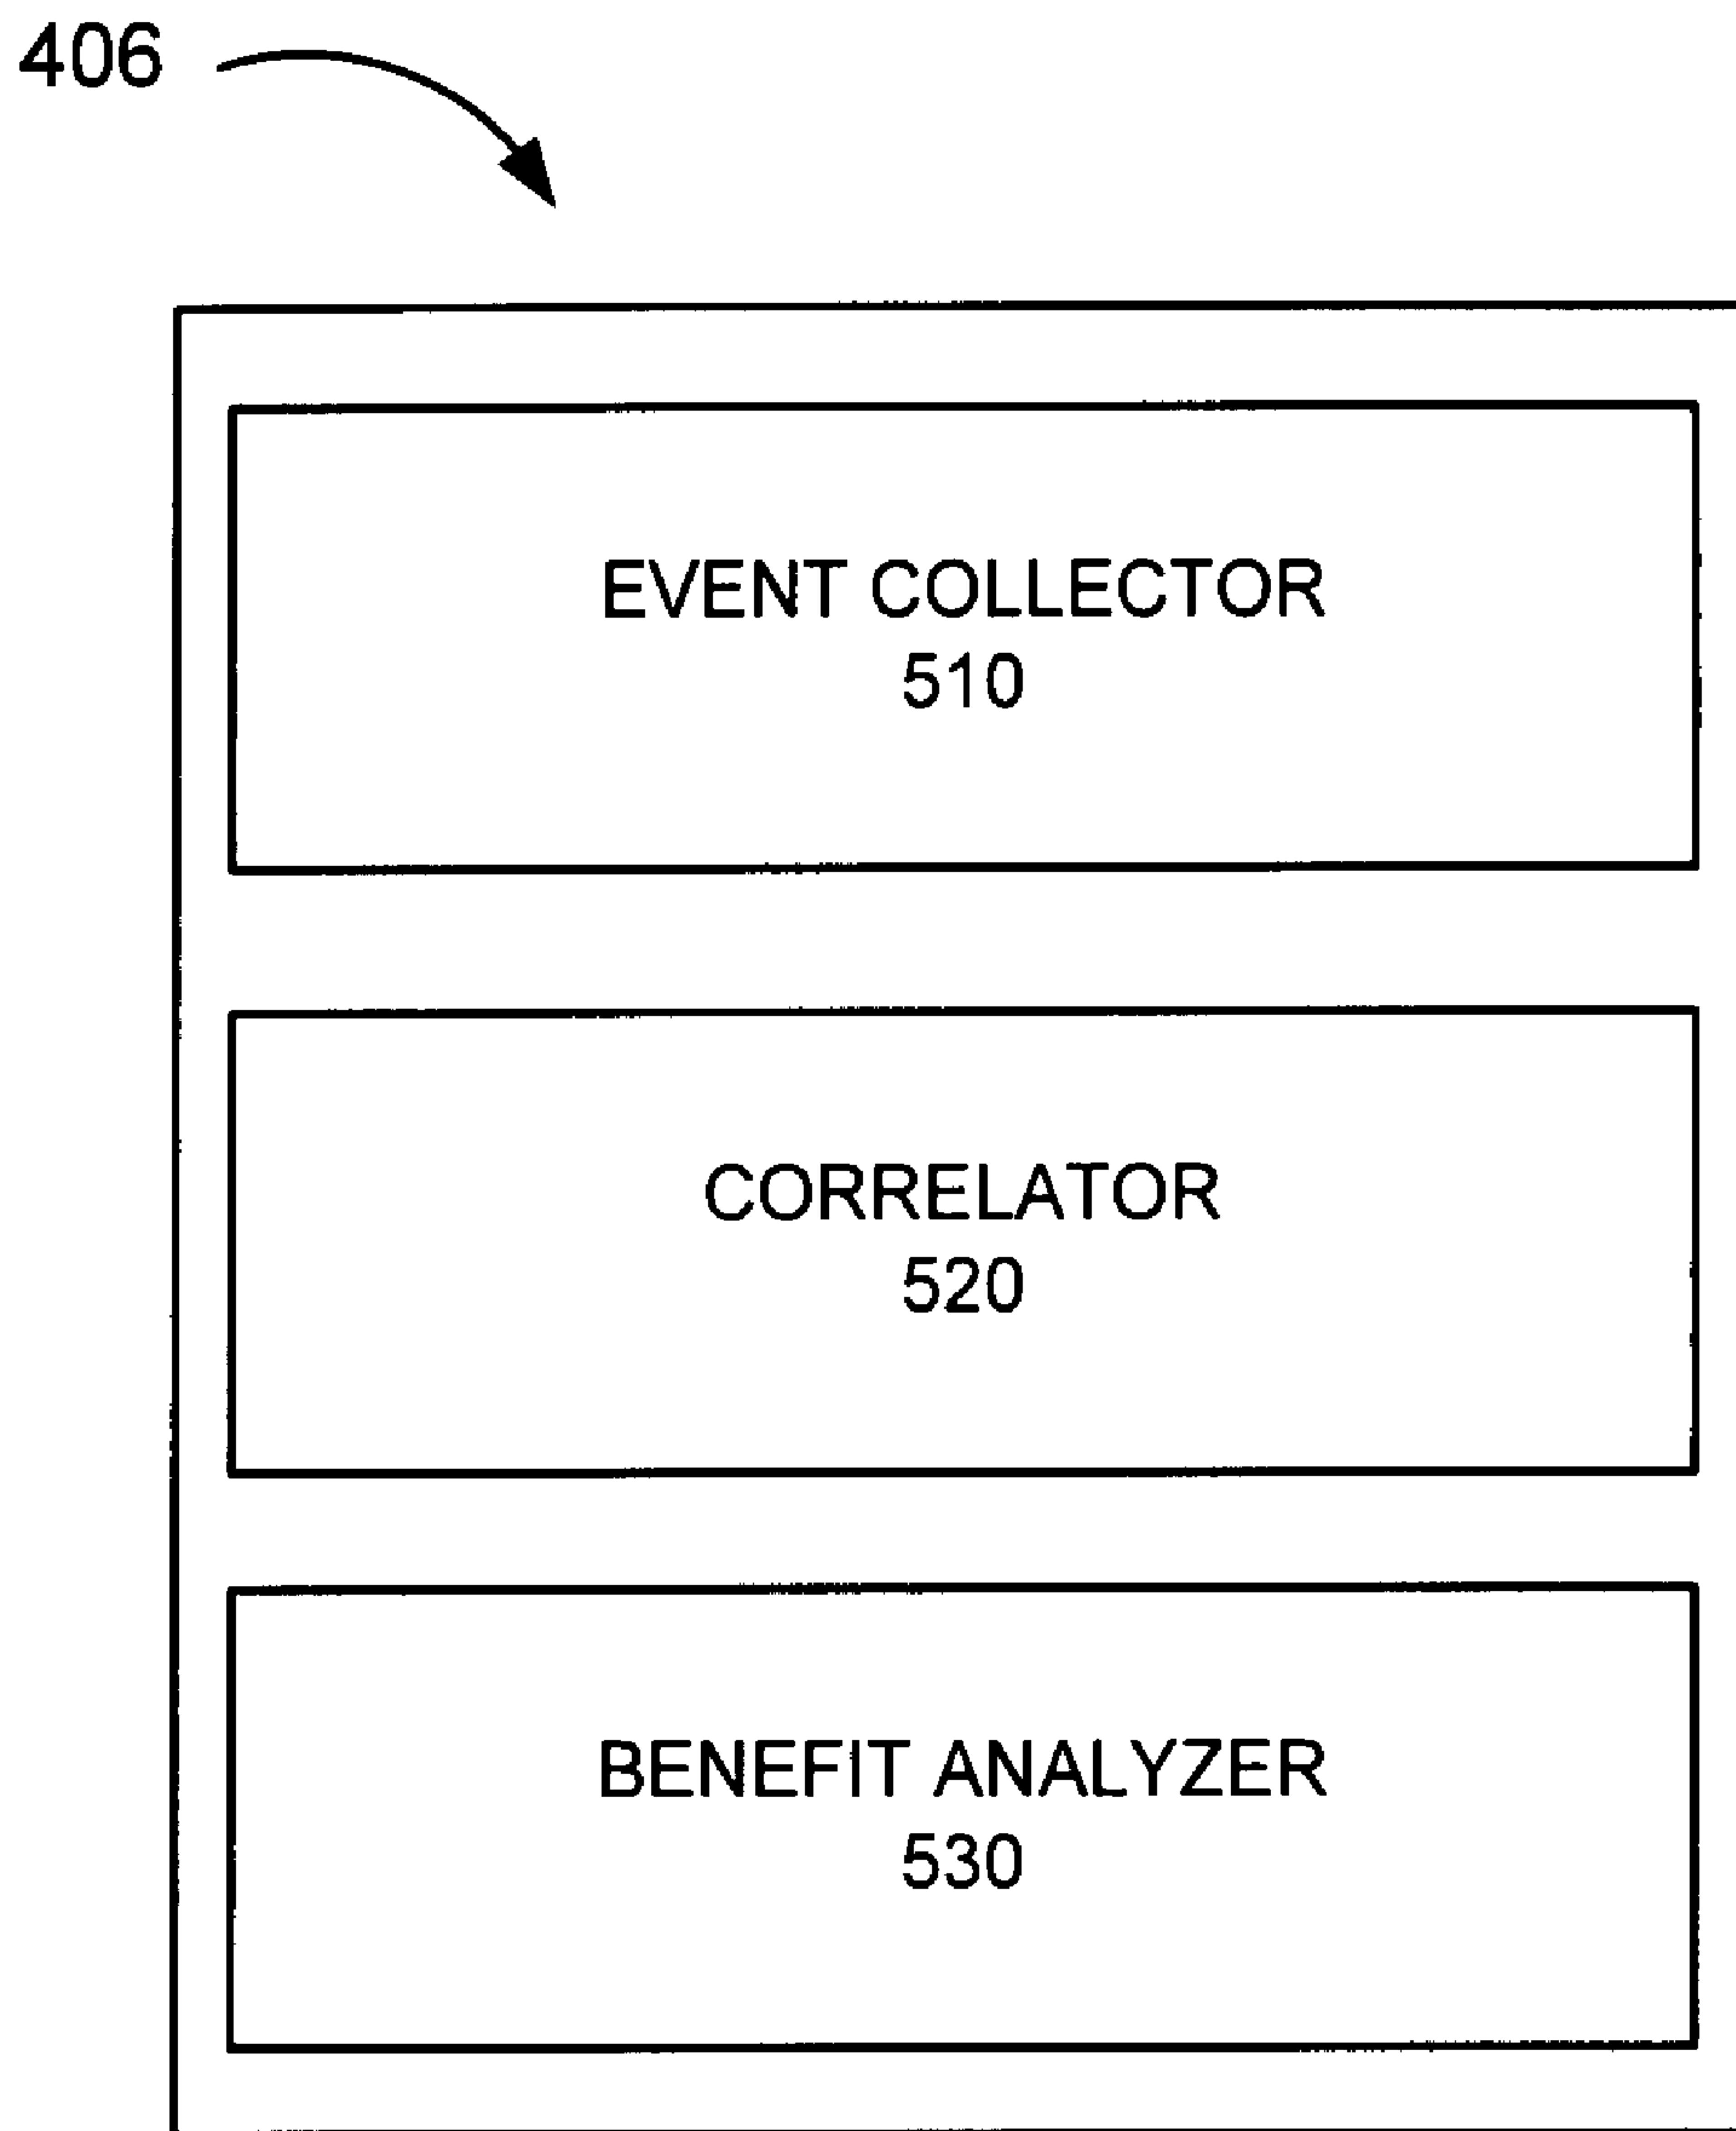 406
EVENT COLLECTOR
510
CORRELATOR
520
BENEFIT ANALYZER
530